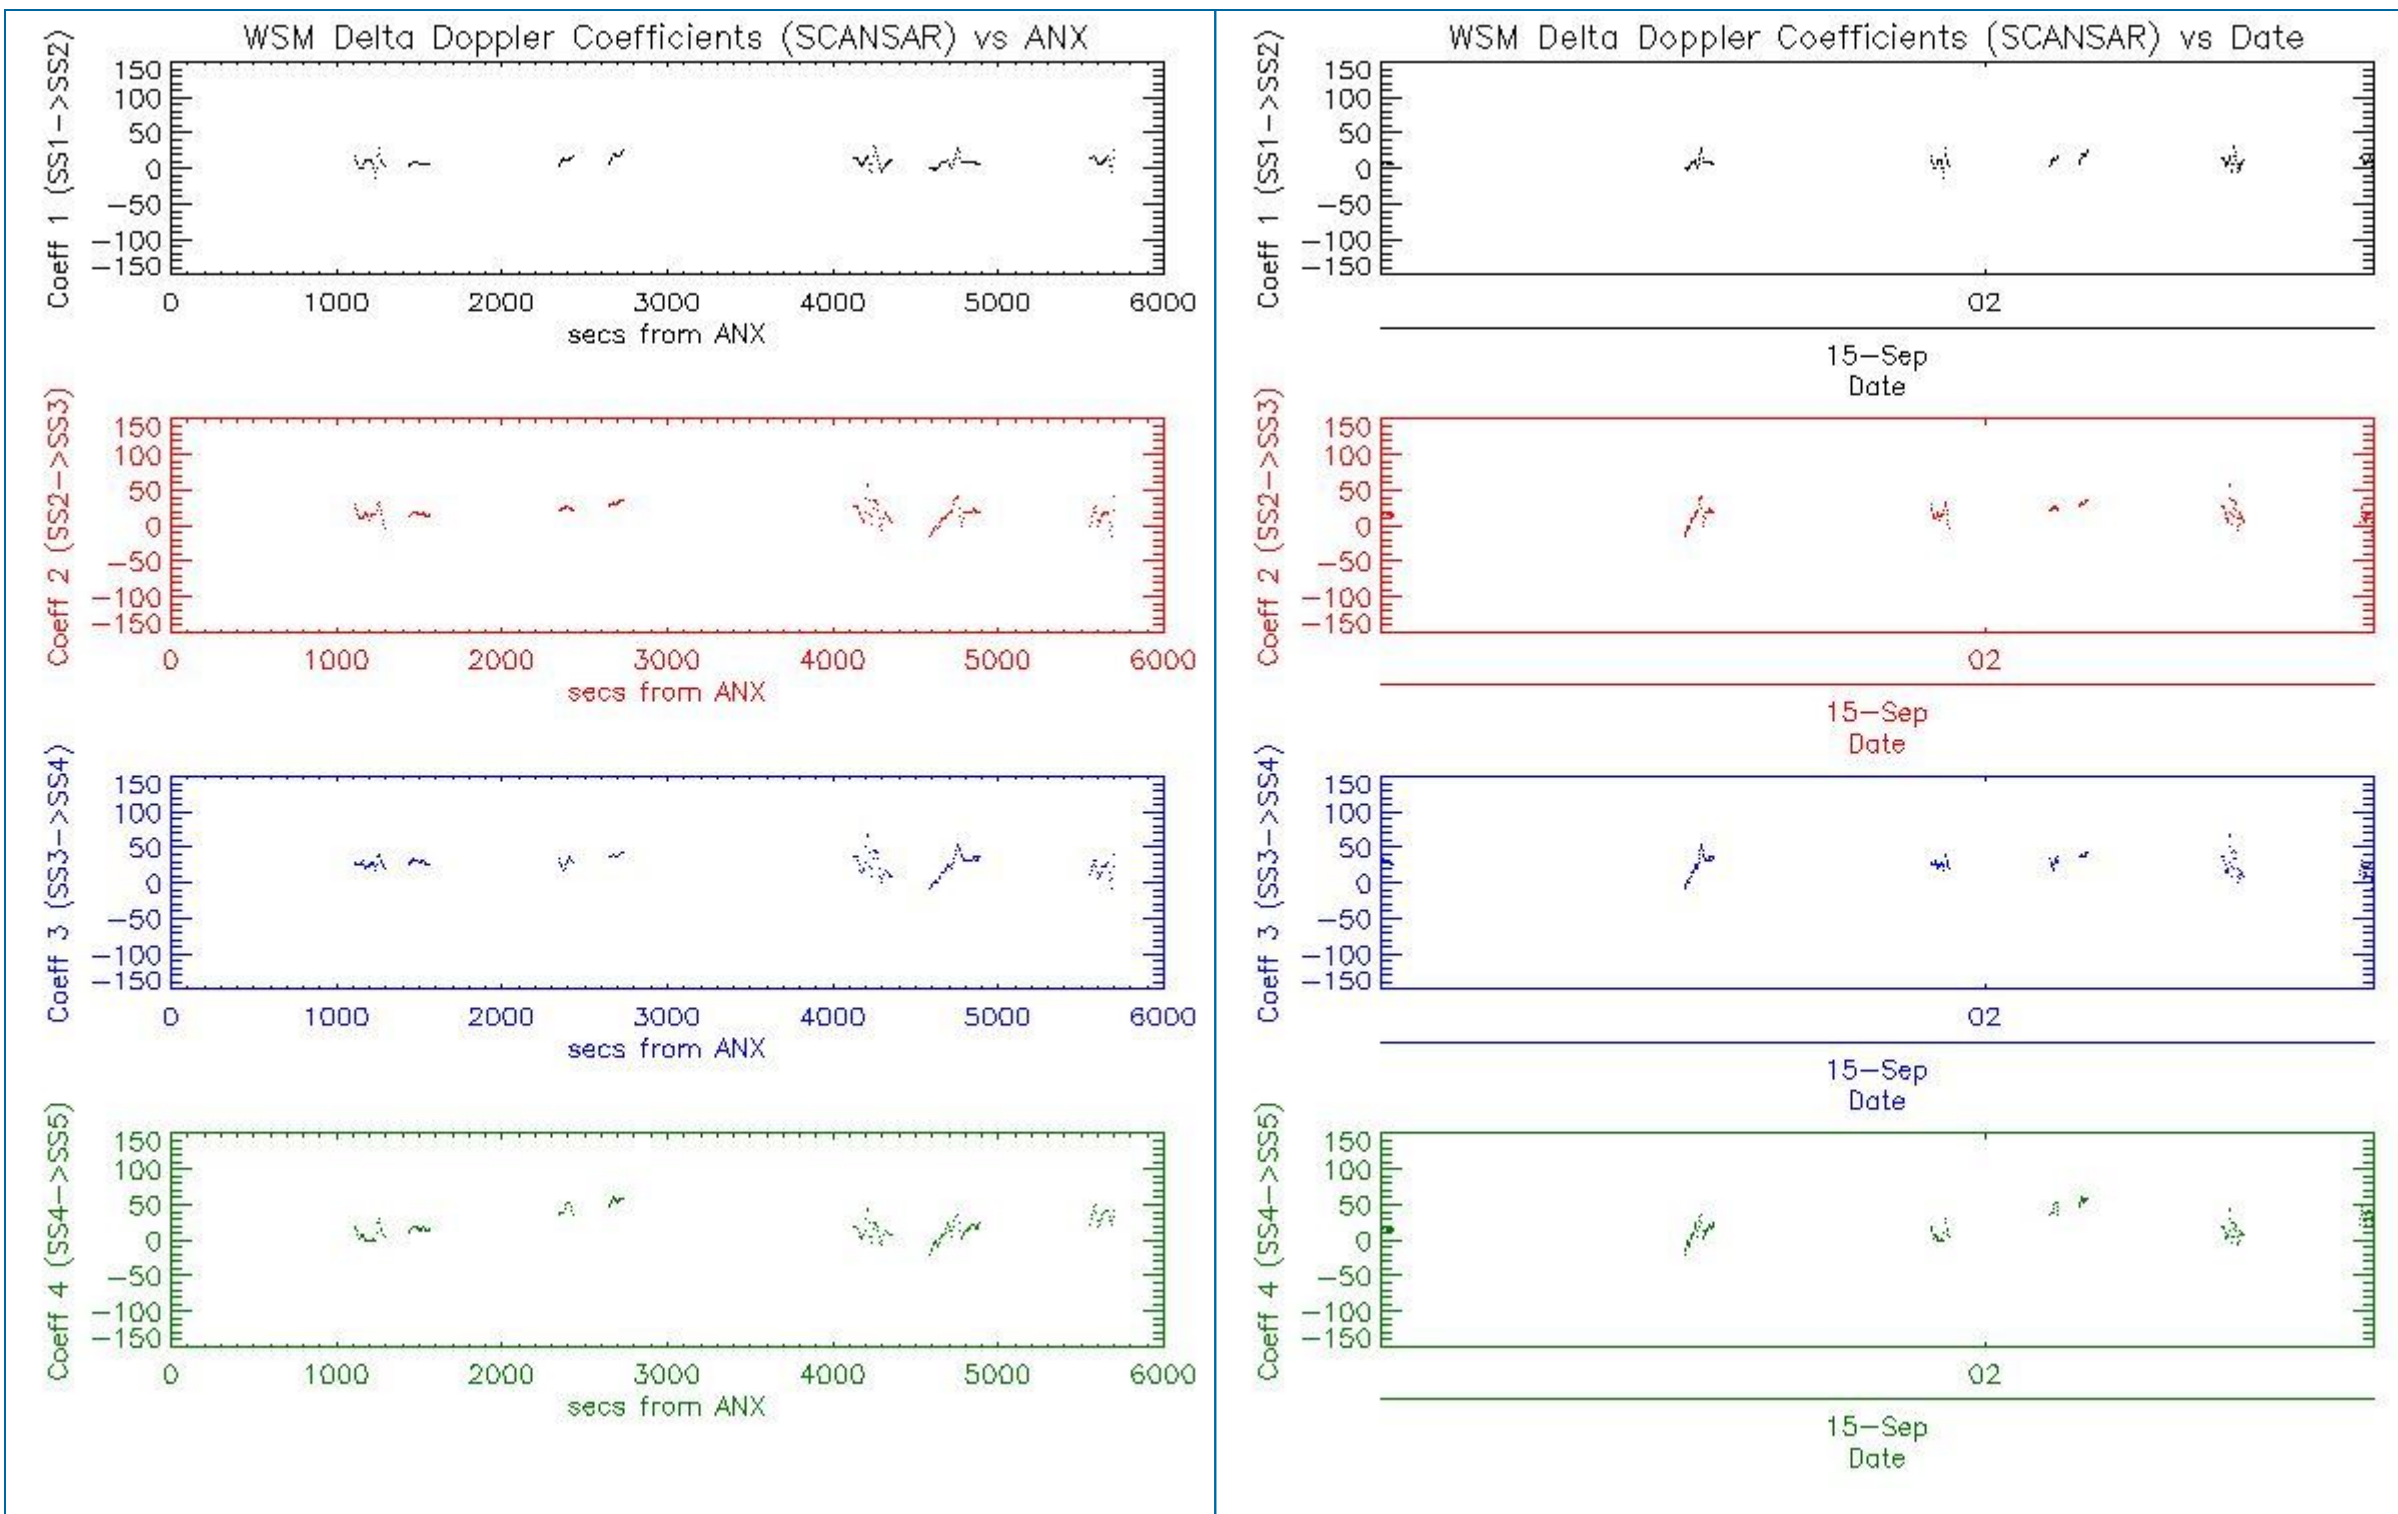 WSM Delta Doppler Coefficients (SCANSAR) vs ANX
Coeff 1 (SS1->SS2)
150
100
50
0
-50
-100
-150
0 1000 2000 3000 4000 5000 6000
secs from ANX
Coeff 2 (SS2->SS3)
150
100
50
0
-50
-100
-150
0 1000 2000 3000 4000 5000 6000
secs from ANX
Coeff 3 (SS3->SS4)
150
100
50
0
-50
-100
-150
0 1000 2000 3000 4000 5000 6000
secs from ANX
Coeff 4 (SS4->SS5)
150
100
50
0
-50
-100
-150
0 1000 2000 3000 4000 5000 6000
secs from ANX
WSM Delta Doppler Coefficients (SCANSAR) vs Date
Coeff 1 (SS1->SS2)
150
100
50
0
-50
-100
-150
02
15-Sep
Date
Coeff 2 (SS2->SS3)
150
100
50
0
-50
-100
-150
02
15-Sep
Date
Coeff 3 (SS3->SS4)
150
100
50
0
-50
-100
-150
02
15-Sep
Date
Coeff 4 (SS4->SS5)
150
100
50
0
-50
-100
-150
02
15-Sep
Date